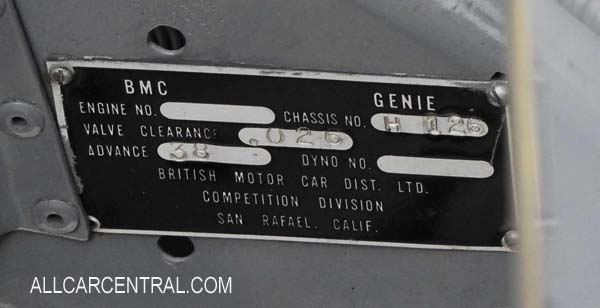 BMC GENIE
ENGINE NO. CHASSIS NO. H 126
VALVE CLEARANCE .026
ADVANCE 38 DYNO NO.
BRITISH MOTOR CAR DIST. LTD.
COMPETITION DIVISION
SAN RAFAEL. CALIF.
ALLCARCENTRAL.COM